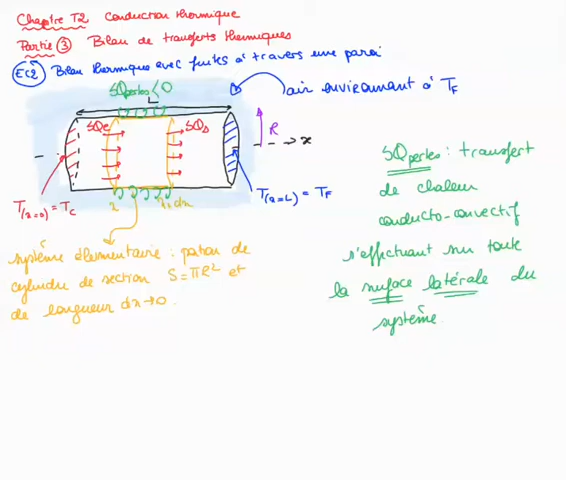 Chapitre T2 Conduction thermique
Partie ③ Bilan de transferts thermiques
EC2 Bilan thermique avec fuites à travers une paroi
δQpertes < 0
air environnant à TF
L
δQe
δQs
R
x
x
x+dx
T(x=0) = Tc
T(x=L) = TF
système élémentaire : portion de
cylindre de section S = πR² et
de longueur dx → 0.
δQpertes : transfert
de chaleur
conducto-convectif
s'effectuant sur toute
la surface latérale du
système.